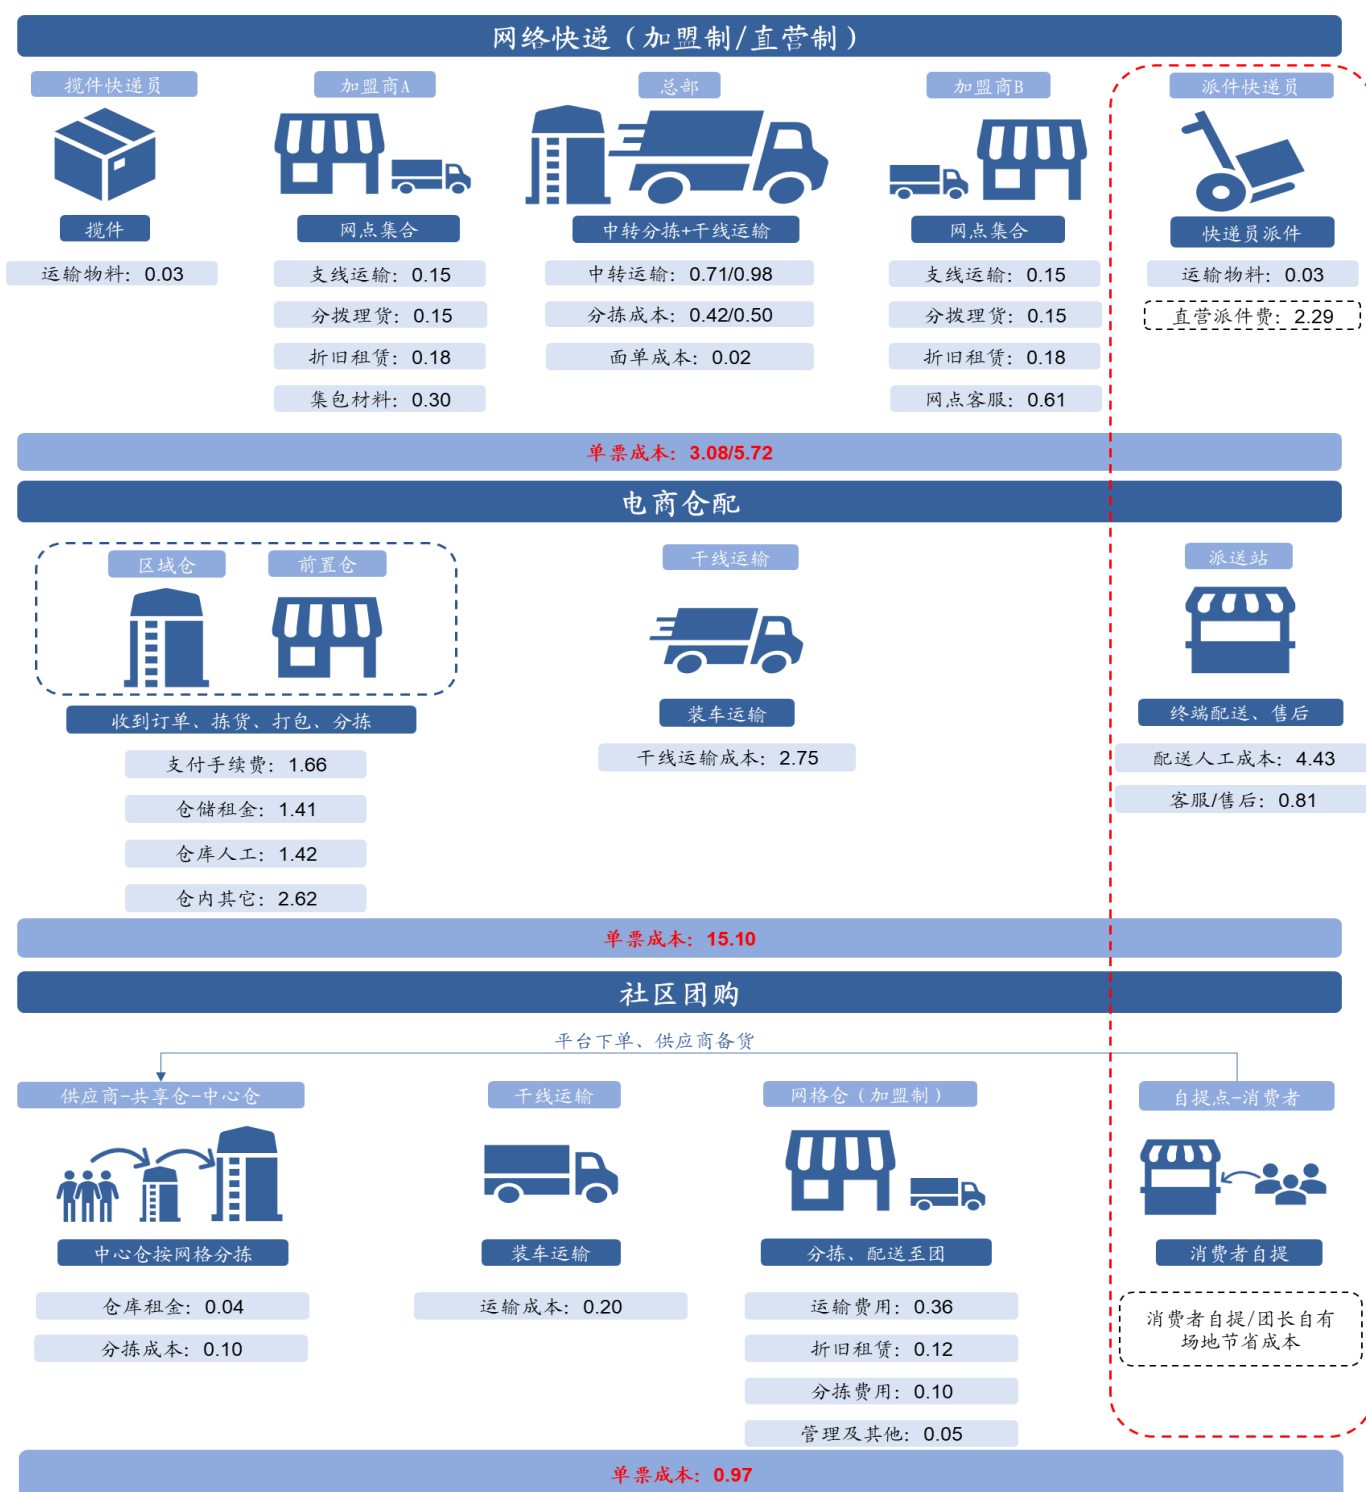 网络快递（加盟制/直营制）
揽件快递员
加盟商A
总部
加盟商B
派件快递员
揽件
网点集合
中转分拣+干线运输
网点集合
快递员派件
运输物料：0.03
支线运输：0.15
中转运输：0.71/0.98
支线运输：0.15
运输物料：0.03
分拨理货：0.15
分拣成本：0.42/0.50
分拨理货：0.15
直营派件费：2.29
折旧租赁：0.18
面单成本：0.02
折旧租赁：0.18
集包材料：0.30
网点客服：0.61
单票成本：3.08/5.72
电商仓配
区域仓
前置仓
干线运输
派送站
收到订单、拣货、打包、分拣
装车运输
终端配送、售后
支付手续费：1.66
干线运输成本：2.75
配送人工成本：4.43
仓储租金：1.41
客服/售后：0.81
仓库人工：1.42
仓内其它：2.62
单票成本：15.10
社区团购
平台下单、供应商备货
供应商-共享仓-中心仓
干线运输
网格仓（加盟制）
自提点-消费者
中心仓按网格分拣
装车运输
分拣、配送至团
消费者自提
仓库租金：0.04
运输成本：0.20
运输费用：0.36
消费者自提/团长自有
场地节省成本
分拣成本：0.10
折旧租赁：0.12
分拣费用：0.10
管理及其他：0.05
单票成本：0.97